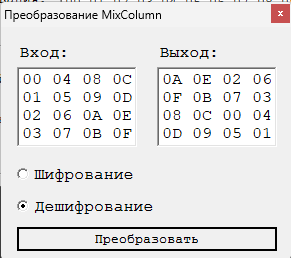 Преобразование MixColumn
x
Вход: Выход:
00 04 08 0C 0A 0E 02 06
01 05 09 0D 0F 0B 07 03
02 06 0A 0E 08 0C 00 04
03 07 0B 0F 0D 09 05 01
Шифрование
Дешифрование
Преобразовать